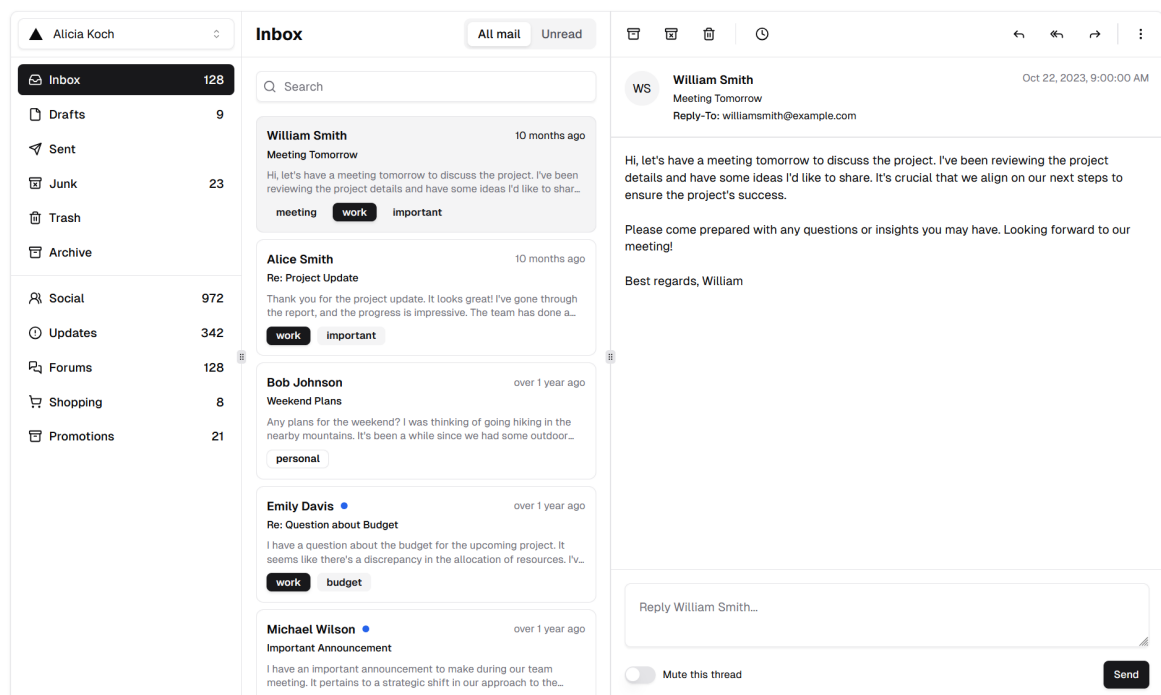 Alicia Koch
Inbox 128
Drafts 9
Sent
Junk 23
Trash
Archive
Social 972
Updates 342
Forums 128
Shopping 8
Promotions 21
Inbox
All mail Unread
Search
William Smith 10 months ago
Meeting Tomorrow
Hi, let's have a meeting tomorrow to discuss the project. I've been
reviewing the project details and have some ideas I'd like to shar...
meeting work important
Alice Smith 10 months ago
Re: Project Update
Thank you for the project update. It looks great! I've gone through
the report, and the progress is impressive. The team has done a...
work important
Bob Johnson over 1 year ago
Weekend Plans
Any plans for the weekend? I was thinking of going hiking in the
nearby mountains. It's been a while since we had some outdoor...
personal
Emily Davis over 1 year ago
Re: Question about Budget
I have a question about the budget for the upcoming project. It
seems like there's a discrepancy in the allocation of resources. I'v...
work budget
Michael Wilson over 1 year ago
Important Announcement
I have an important announcement to make during our team
meeting. It pertains to a strategic shift in our approach to the...
WS
William Smith Oct 22, 2023, 9:00:00 AM
Meeting Tomorrow
Reply-To: williamsmith@example.com
Hi, let's have a meeting tomorrow to discuss the project. I've been reviewing the project
details and have some ideas I'd like to share. It's crucial that we align on our next steps to
ensure the project's success.
Please come prepared with any questions or insights you may have. Looking forward to our
meeting!
Best regards, William
Reply William Smith...
Mute this thread Send